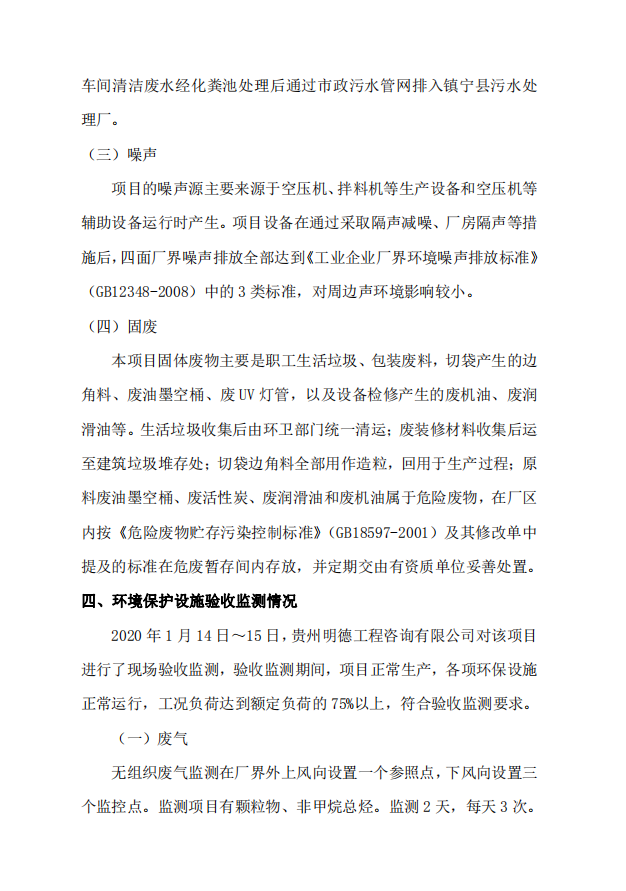 车间清洁废水经化粪池处理后通过市政污水管网排入镇宁县污水处
理厂。
（三）噪声
项目的噪声源主要来源于空压机、拌料机等生产设备和空压机等
辅助设备运行时产生。项目设备在通过采取隔声减噪、厂房隔声等措
施后，四面厂界噪声排放全部达到《工业企业厂界环境噪声排放标准》
（GB12348-2008）中的 3 类标准，对周边声环境影响较小。
（四）固废
本项目固体废物主要是职工生活垃圾、包装废料，切袋产生的边
角料、废油墨空桶、废 UV 灯管，以及设备检修产生的废机油、废润
滑油等。生活垃圾收集后由环卫部门统一清运；废装修材料收集后运
至建筑垃圾堆存处；切袋边角料全部用作造粒，回用于生产过程；原
料废油墨空桶、废活性炭、废润滑油和废机油属于危险废物，在厂区
内按《危险废物贮存污染控制标准》（GB18597-2001）及其修改单中
提及的标准在危废暂存间内存放，并定期交由有资质单位妥善处置。
四、环境保护设施验收监测情况
2020 年 1 月 14 日～15 日，贵州明德工程咨询有限公司对该项目
进行了现场验收监测，验收监测期间，项目正常生产，各项环保设施
正常运行，工况负荷达到额定负荷的 75%以上，符合验收监测要求。
（一）废气
无组织废气监测在厂界外上风向设置一个参照点，下风向设置三
个监控点。监测项目有颗粒物、非甲烷总烃。监测 2 天，每天 3 次。